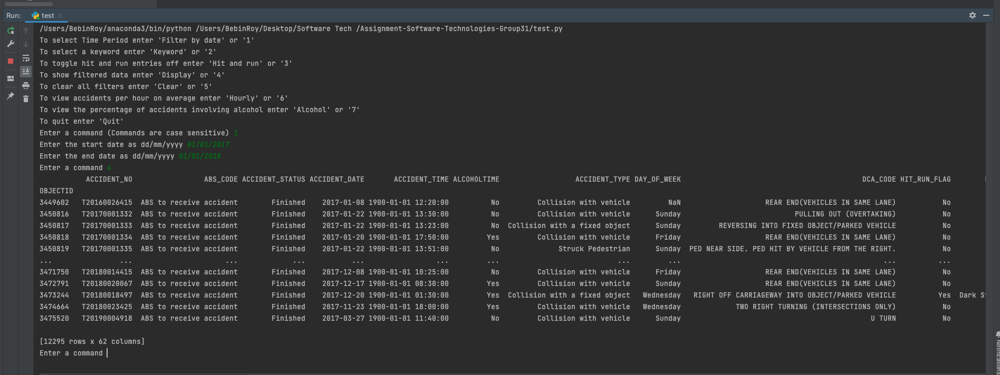 Run: test
/Users/BebinRoy/anaconda3/bin/python /Users/BebinRoy/Desktop/Software Tech /Assignment-Software-Technologies-Group31/test.py
To select Time Period enter 'Filter by date' or '1'
To select a keyword enter 'Keyword' or '2'
To toggle hit and run entries off enter 'Hit and run' or '3'
To show filtered data enter 'Display' or '4'
To clear all filters enter 'Clear' or '5'
To view accidents per hour on average enter 'Hourly' or '6'
To view the percentage of accidents involving alcohol enter 'Alcohol' or '7'
To quit enter 'Quit'
Enter a command (Commands are case sensitive) 1
Enter the start date as dd/mm/yyyy 01/01/2017
Enter the end date as dd/mm/yyyy 01/01/2018
Enter a command 4
ACCIDENT_NO ABS_CODE ACCIDENT_STATUS ACCIDENT_DATE ACCIDENT_TIME ALCOHOLTIME ACCIDENT_TYPE DAY_OF_WEEK DCA_CODE HIT_RUN_FLAG
OBJECTID
3449602 T20160026415 ABS to receive accident Finished 2017-01-08 1900-01-01 12:20:00 No Collision with vehicle NaN REAR END(VEHICLES IN SAME LANE) No
3450816 T20170001332 ABS to receive accident Finished 2017-01-22 1900-01-01 13:30:00 No Collision with vehicle Sunday PULLING OUT (OVERTAKING) No
3450817 T20170001333 ABS to receive accident Finished 2017-01-22 1900-01-01 13:23:00 No Collision with a fixed object Sunday REVERSING INTO FIXED OBJECT/PARKED VEHICLE No
3450818 T20170001334 ABS to receive accident Finished 2017-01-20 1900-01-01 17:50:00 Yes Collision with vehicle Friday REAR END(VEHICLES IN SAME LANE) No
3450819 T20170001335 ABS to receive accident Finished 2017-01-22 1900-01-01 13:51:00 No Struck Pedestrian Sunday PED NEAR SIDE. PED HIT BY VEHICLE FROM THE RIGHT. No
... ... ... ... ... ... ... ... ... ... ...
3471750 T20180014415 ABS to receive accident Finished 2017-12-08 1900-01-01 10:25:00 No Collision with vehicle Friday REAR END(VEHICLES IN SAME LANE) No
3472791 T20180020067 ABS to receive accident Finished 2017-12-17 1900-01-01 08:30:00 Yes Collision with vehicle Sunday REAR END(VEHICLES IN SAME LANE) No
3473244 T20180018497 ABS to receive accident Finished 2017-12-20 1900-01-01 01:30:00 Yes Collision with a fixed object Wednesday RIGHT OFF CARRIAGEWAY INTO OBJECT/PARKED VEHICLE Yes Dark
3474664 T20180023425 ABS to receive accident Finished 2017-11-23 1900-01-01 18:00:00 Yes Collision with vehicle Wednesday TWO RIGHT TURNING (INTERSECTIONS ONLY) No
3475520 T20190004918 ABS to receive accident Finished 2017-03-27 1900-01-01 11:40:00 No Collision with vehicle Sunday U TURN No
[12295 rows x 62 columns]
Enter a command
Notifications